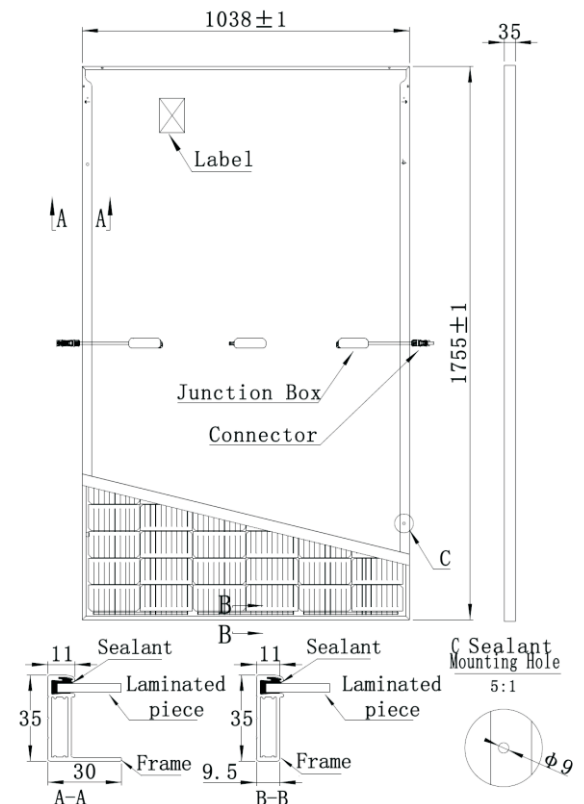 1038±1
35
Label
A
A
1755±1
Junction Box
Connector
C
B
B
11
Sealant
Laminated
piece
35
30
Frame
A-A
11
Sealant
Laminated
piece
35
9.5
Frame
B-B
C Sealant
Mounting Hole
5:1
ϕ9